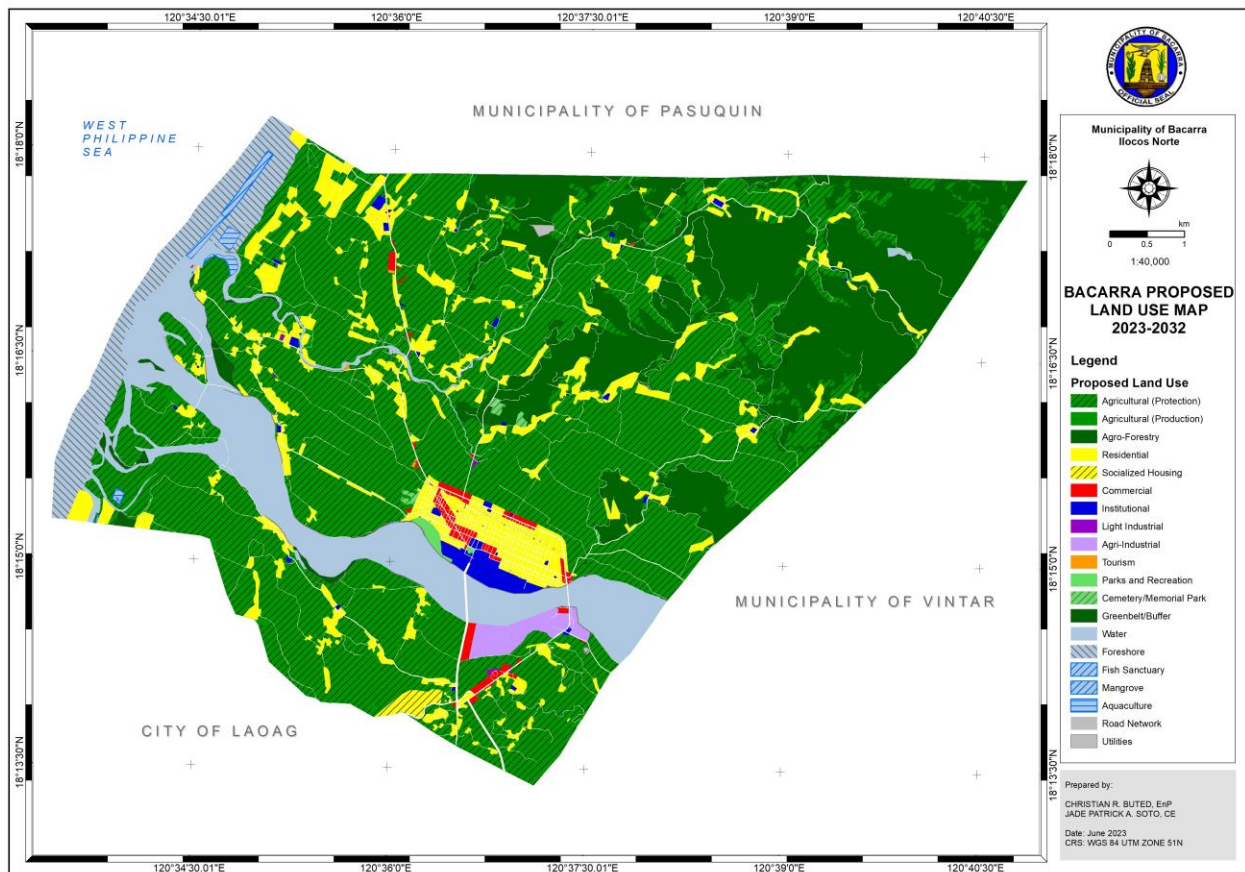 120°34'30.01"E 120°36'0"E 120°37'30.01"E 120°39'0"E 120°40'30"E
MUNICIPALITY OF BACARRA
OFFICIAL SEAL
MUNICIPALITY OF PASUQUIN
WEST
PHILIPPINE
SEA
18°18'0"N
18°18'0"N
18°16'30"N
18°16'30"N
18°15'0"N
18°15'0"N
MUNICIPALITY OF VINTAR
CITY OF LAOAG
18°13'30"N
18°13'30"N
120°34'30.01"E 120°36'0"E 120°37'30.01"E 120°39'0"E 120°40'30"E
Municipality of Bacarra
Ilocos Norte
km
0 0.5 1
1:40,000
BACARRA PROPOSED
LAND USE MAP
2023-2032
Legend
Proposed Land Use
Agricultural (Protection)
Agricultural (Production)
Agro-Forestry
Residential
Socialized Housing
Commercial
Institutional
Light Industrial
Agri-Industrial
Tourism
Parks and Recreation
Cemetery/Memorial Park
Greenbelt/Buffer
Water
Foreshore
Fish Sanctuary
Mangrove
Aquaculture
Road Network
Utilities
Prepared by:
CHRISTIAN R. BUTED, EnP
JADE PATRICK A. SOTO, CE
Date: June 2023
CRS: WGS 84 UTM ZONE 51N